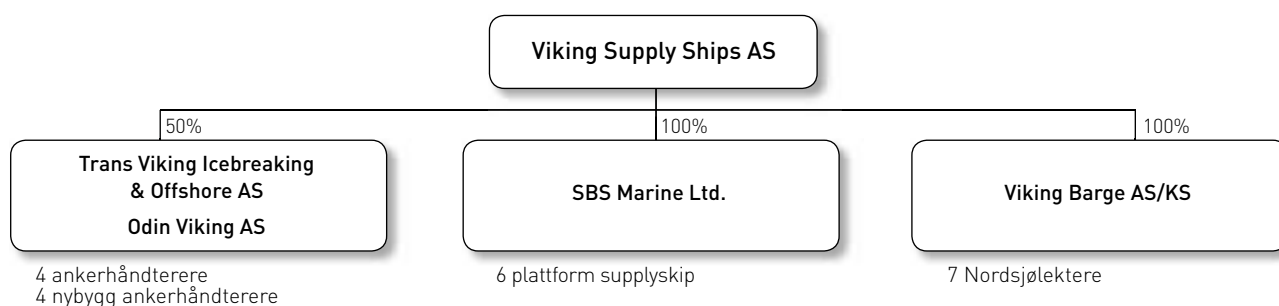 Viking Supply Ships AS
50%
100%
100%
Trans Viking Icebreaking
& Offshore AS
Odin Viking AS
SBS Marine Ltd.
Viking Barge AS/KS
4 ankerhåndterere
4 nybygg ankerhåndterere
6 plattform supplyskip
7 Nordsjølektere